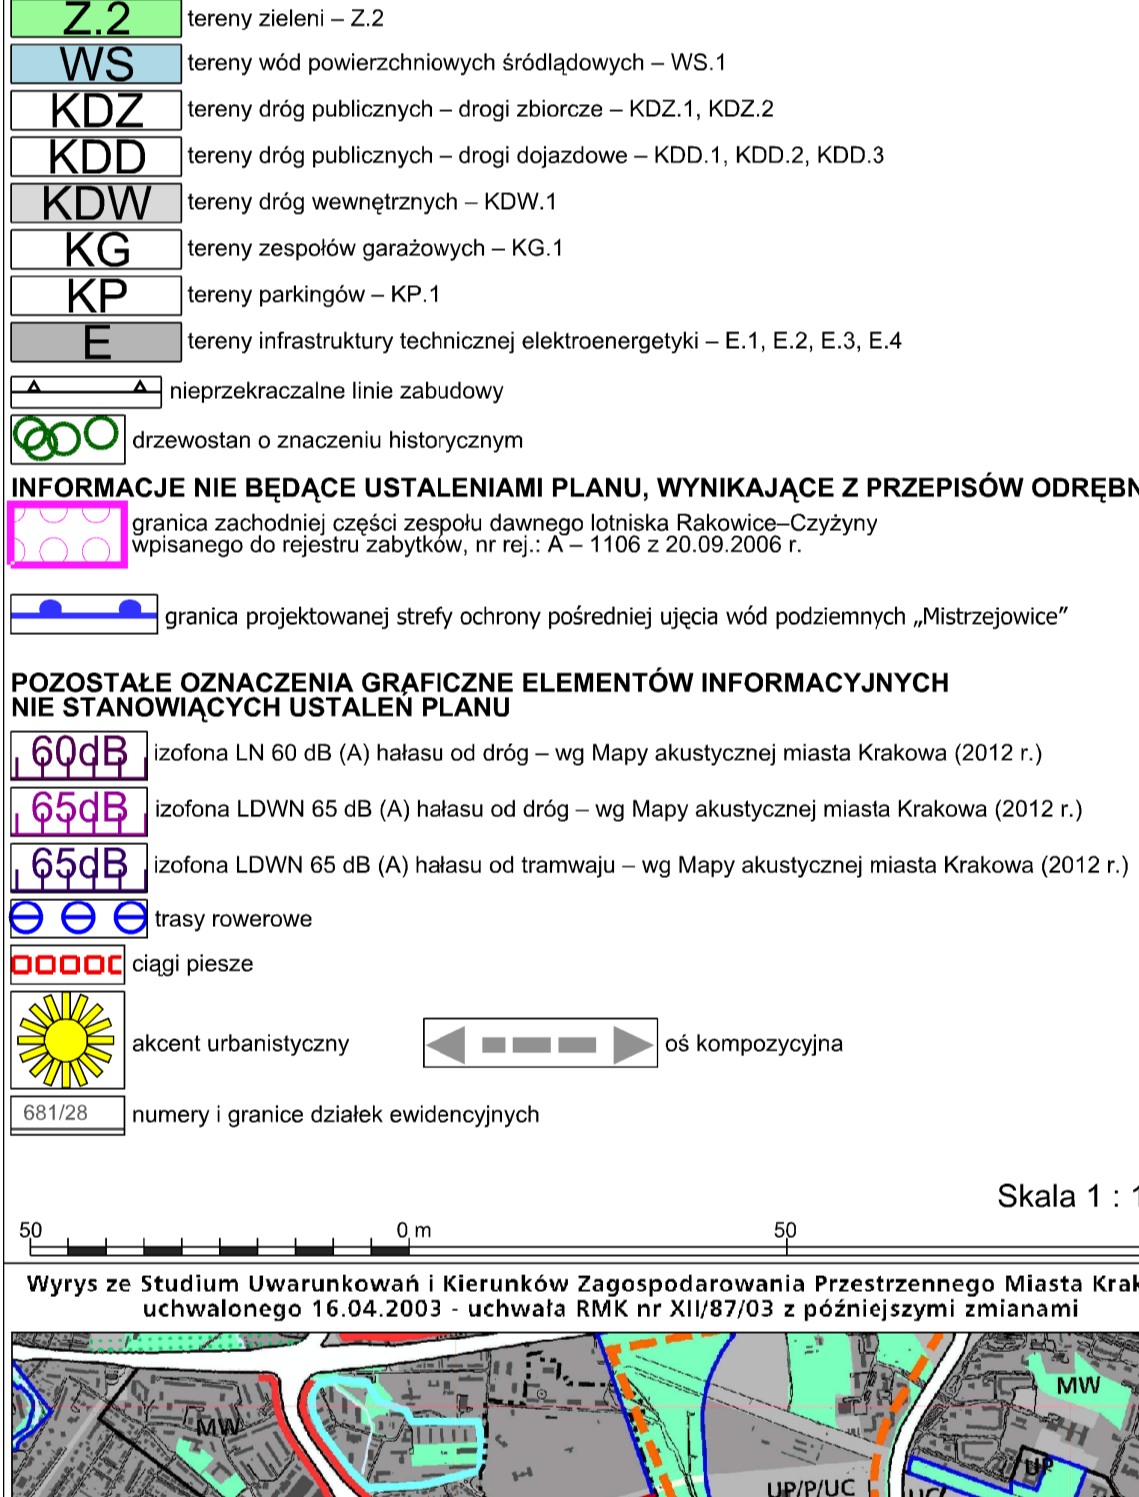 Z.2 tereny zieleni – Z.2
WS tereny wód powierzchniowych śródlądowych – WS.1
KDZ tereny dróg publicznych – drogi zbiorcze – KDZ.1, KDZ.2
KDD tereny dróg publicznych – drogi dojazdowe – KDD.1, KDD.2, KDD.3
KDW tereny dróg wewnętrznych – KDW.1
KG tereny zespołów garażowych – KG.1
KP tereny parkingów – KP.1
E tereny infrastruktury technicznej elektroenergetyki – E.1, E.2, E.3, E.4
nieprzekraczalne linie zabudowy
drzewostan o znaczeniu historycznym
INFORMACJE NIE BĘDĄCE USTALENIAMI PLANU, WYNIKAJĄCE Z PRZEPISÓW ODRĘBN
granica zachodniej części zespołu dawnego lotniska Rakowice–Czyżyny
wpisanego do rejestru zabytków, nr rej.: A – 1106 z 20.09.2006 r.
granica projektowanej strefy ochrony pośredniej ujęcia wód podziemnych „Mistrzejowice”
POZOSTAŁE OZNACZENIA GRAFICZNE ELEMENTÓW INFORMACYJNYCH
NIE STANOWIĄCYCH USTALEŃ PLANU
60dB izofona LN 60 dB (A) hałasu od dróg – wg Mapy akustycznej miasta Krakowa (2012 r.)
65dB izofona LDWN 65 dB (A) hałasu od dróg – wg Mapy akustycznej miasta Krakowa (2012 r.)
65dB izofona LDWN 65 dB (A) hałasu od tramwaju – wg Mapy akustycznej miasta Krakowa (2012 r.)
trasy rowerowe
ciągi piesze
akcent urbanistyczny oś kompozycyjna
681/28 numery i granice działek ewidencyjnych
Skala 1 : 1
50 0 m 50
Wyrys ze Studium Uwarunkowań i Kierunków Zagospodarowania Przestrzennego Miasta Krak
uchwalonego 16.04.2003 - uchwała RMK nr XII/87/03 z późniejszymi zmianami
MW
MW
UP
UP/P/UC
UC